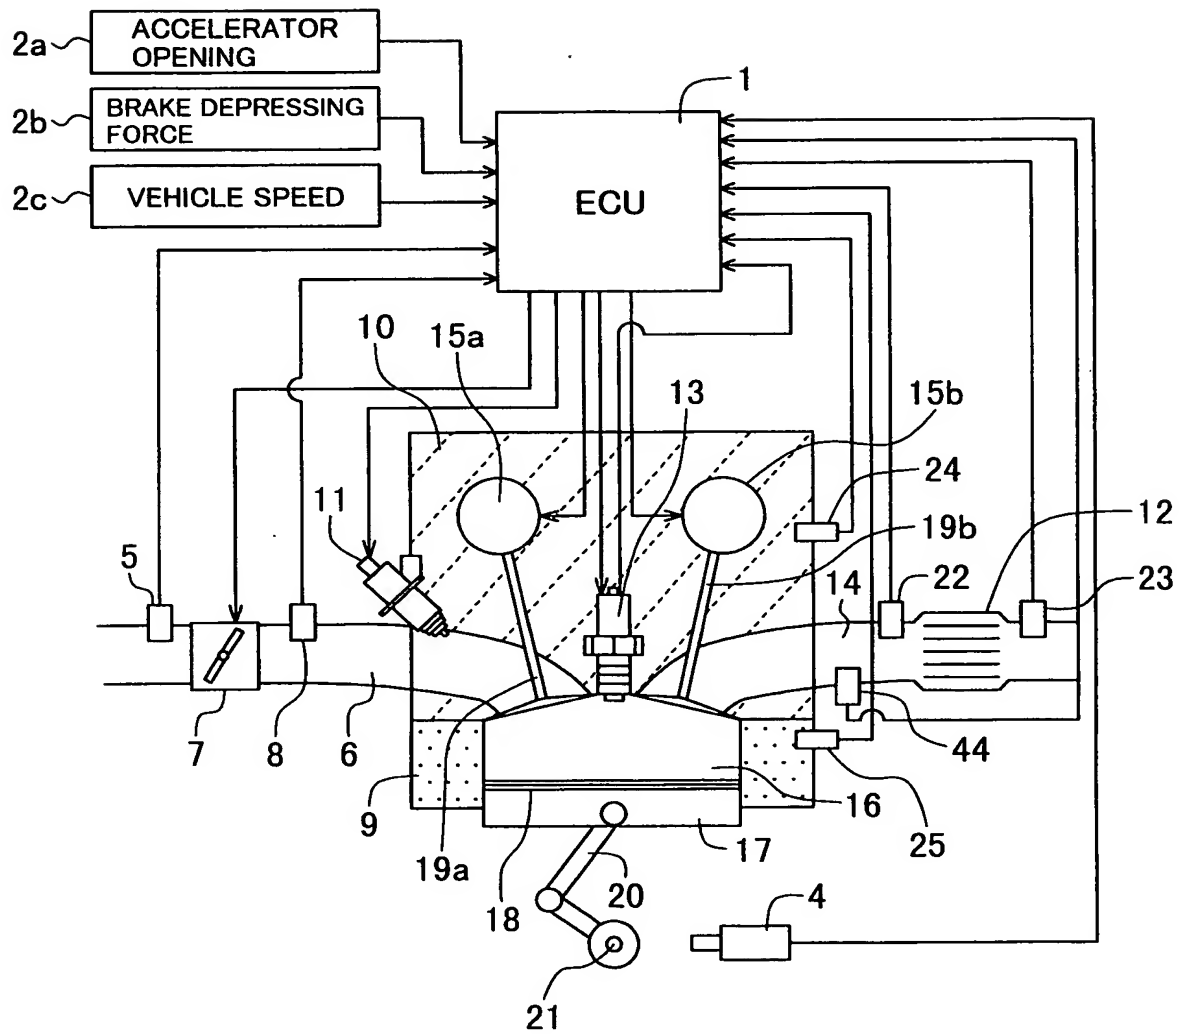 2a
ACCELERATOR
OPENING
2b
BRAKE DEPRESSING
FORCE
2c
VEHICLE SPEED
1
ECU
10
15a
13
15b
24
11
19b
12
5
14
22
23
7
8
6
9
19a
18
20
17
16
25
44
4
21